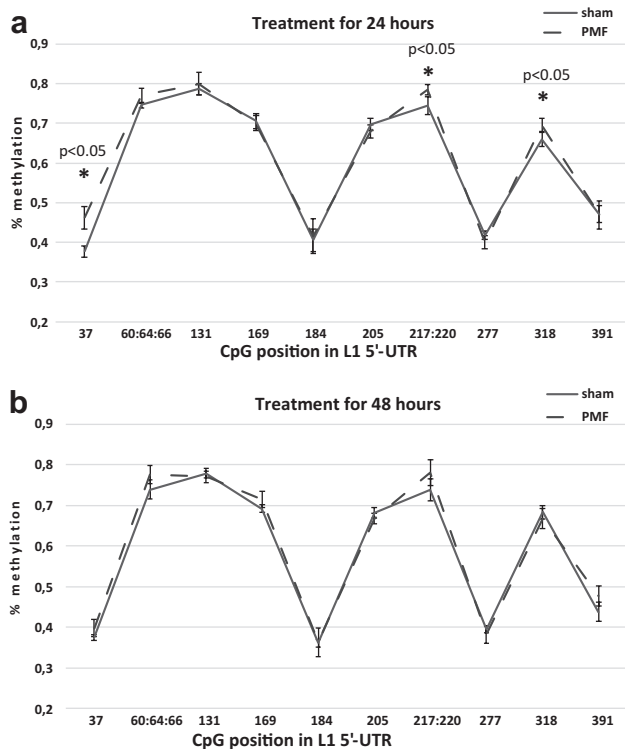 a
Treatment for 24 hours
sham
PMF
% methylation
0,9
0,8
0,7
0,6
0,5
0,4
0,3
0,2
p<0.05
*
p<0.05
*
p<0.05
*
37 60:64:66 131 169 184 205 217:220 277 318 391
CpG position in L1 5'-UTR
b
Treatment for 48 hours
sham
PMF
% methylation
0,9
0,8
0,7
0,6
0,5
0,4
0,3
0,2
37 60:64:66 131 169 184 205 217:220 277 318 391
CpG position in L1 5'-UTR